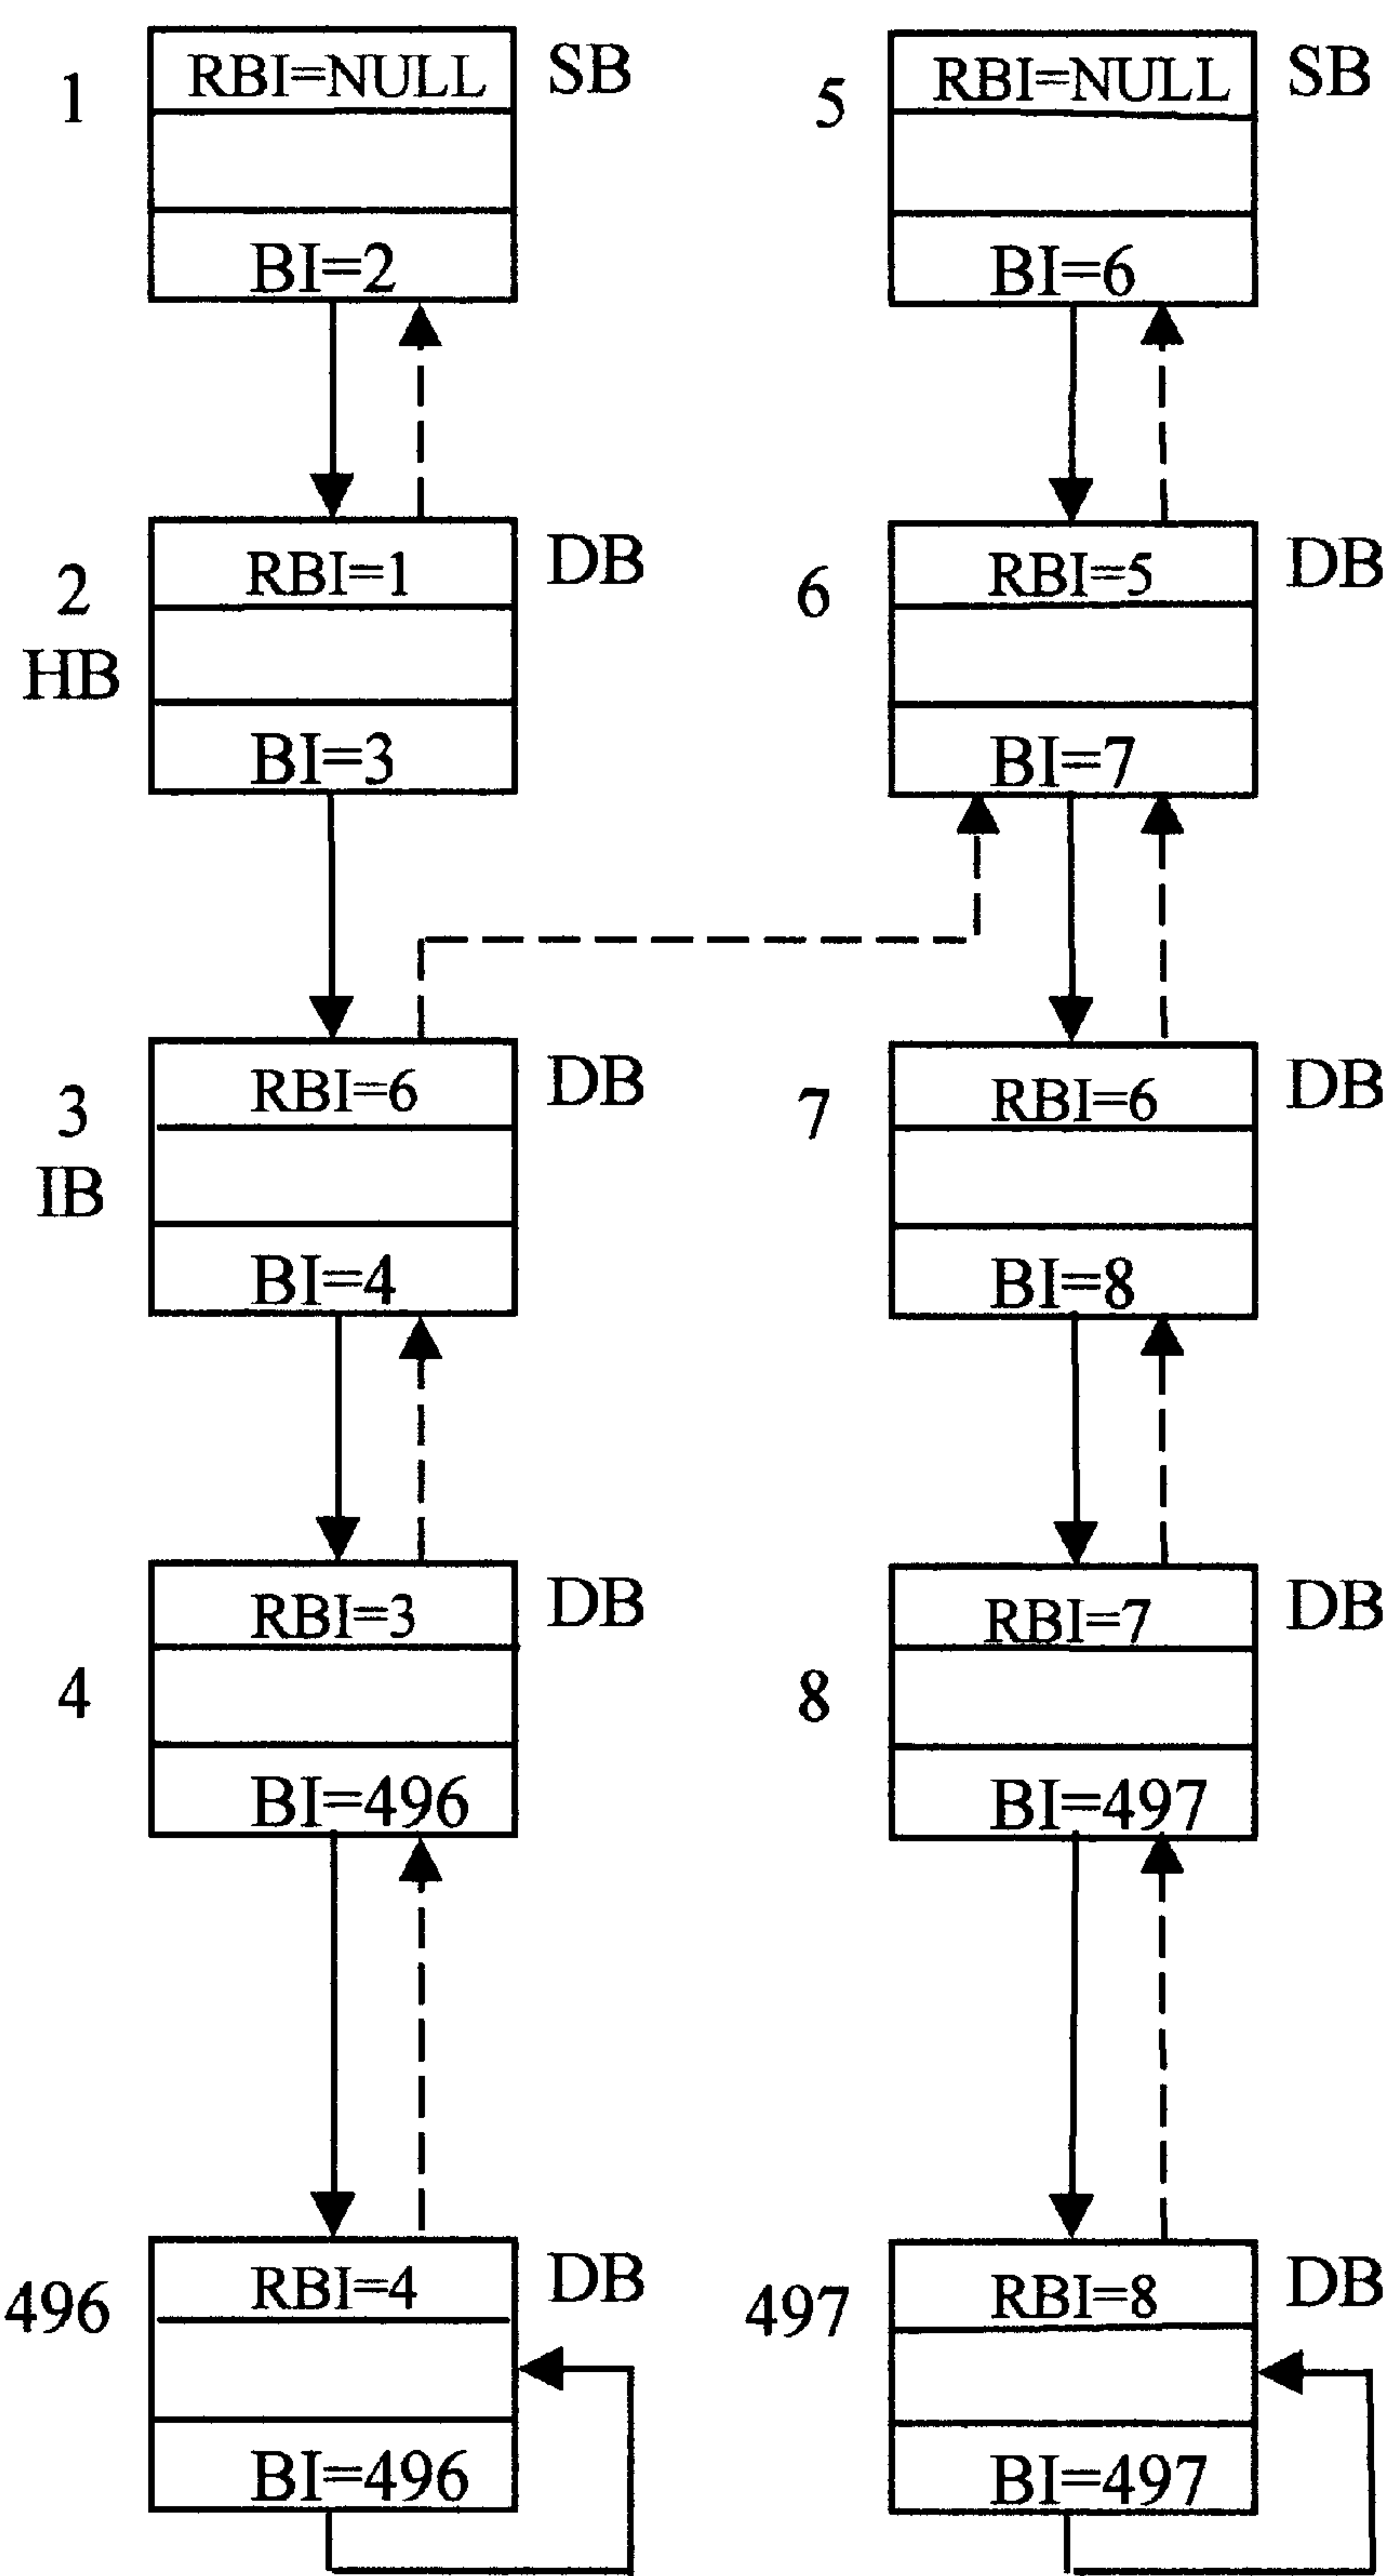 1
RBI=NULL
SB
BI=2
2
HB
RBI=1
DB
BI=3
3
IB
RBI=6
DB
BI=4
4
RBI=3
DB
BI=496
496
RBI=4
DB
BI=496
5
RBI=NULL
SB
BI=6
6
RBI=5
DB
BI=7
7
RBI=6
DB
BI=8
8
RBI=7
DB
BI=497
497
RBI=8
DB
BI=497